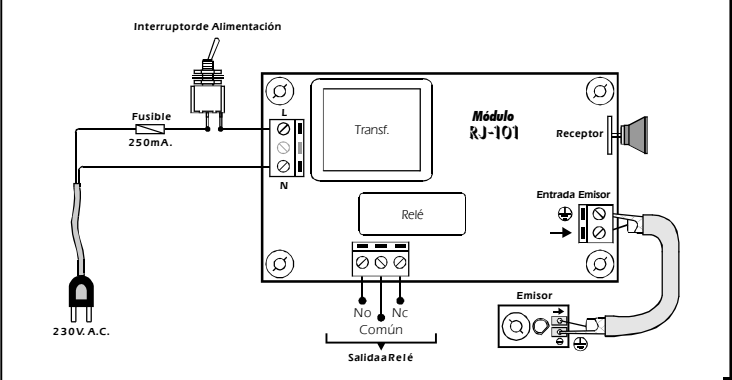 Interruptorde Alimentación
Fusible
250mA.
L
N
Transf.
Módulo
RJ-101
Receptor
Entrada Emisor
Relé
No
Nc
Común
SalidaaRelé
Emisor
230V. A.C.